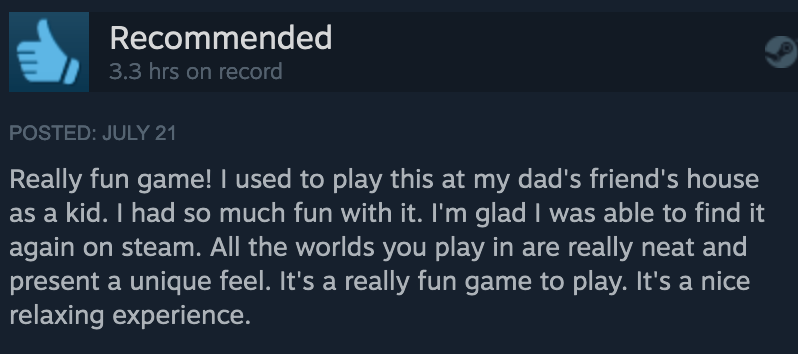 Recommended
3.3 hrs on record
POSTED: JULY 21
Really fun game! I used to play this at my dad's friend's house
as a kid. I had so much fun with it. I'm glad I was able to find it
again on steam. All the worlds you play in are really neat and
present a unique feel. It's a really fun game to play. It's a nice
relaxing experience.